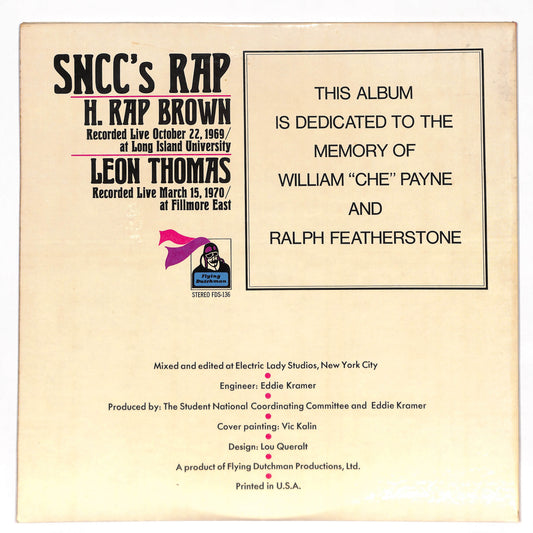 SNCC's RAP
H. RAP BROWN
Recorded Live October 22, 1969/
at Long Island University
LEON THOMAS
Recorded Live March 15, 1970/
at Fillmore East
Flying
Dutchman
STEREO FDS-136
THIS ALBUM
IS DEDICATED TO THE
MEMORY OF
WILLIAM "CHE" PAYNE
AND
RALPH FEATHERSTONE
Mixed and edited at Electric Lady Studios, New York City
Engineer: Eddie Kramer
Produced by: The Student National Coordinating Committee and Eddie Kramer
Cover painting: Vic Kalin
Design: Lou Queralt
A product of Flying Dutchman Productions, Ltd.
Printed in U.S.A.